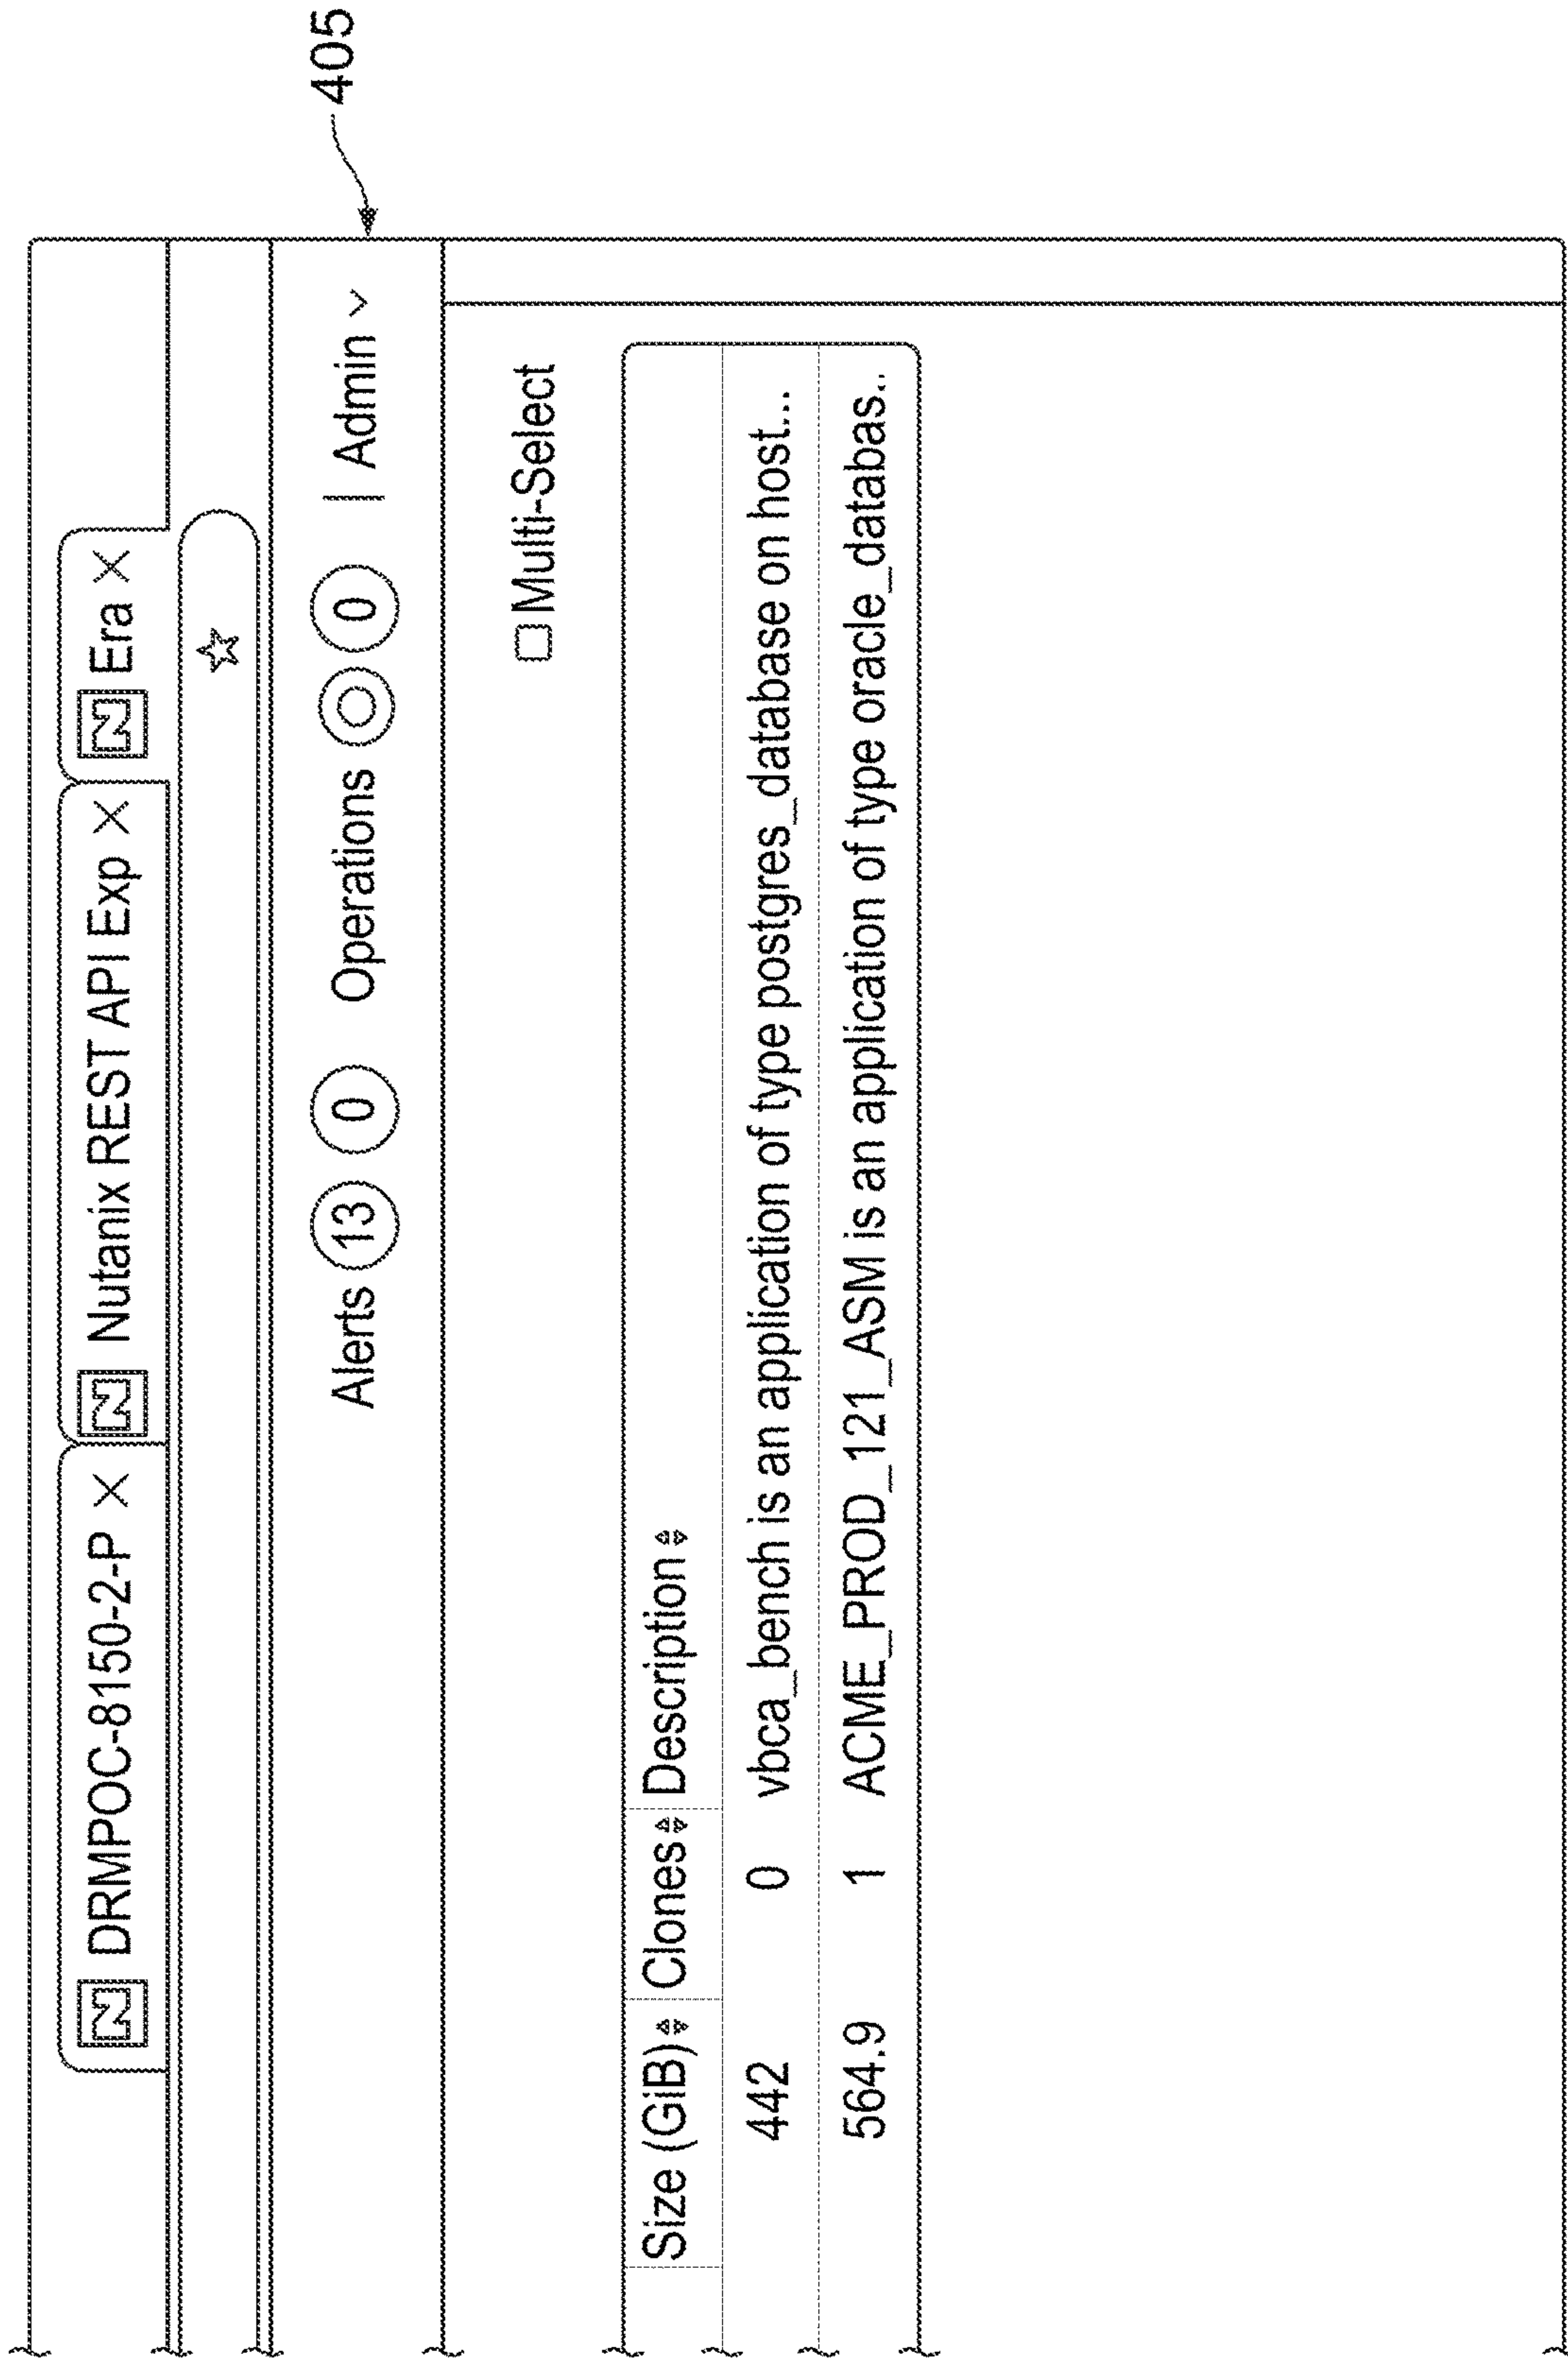 405
N DRMPOC-8150-2-P × N Nutanix REST API Exp × N Era ×
Alerts 13 0 Operations 0 | Admin
Multi-Select
Size (GiB) Clones Description
442 0 vbca_bench is an application of type postgres_database on host...
564.9 1 ACME_PROD_121_ASM is an application of type oracle_databas..